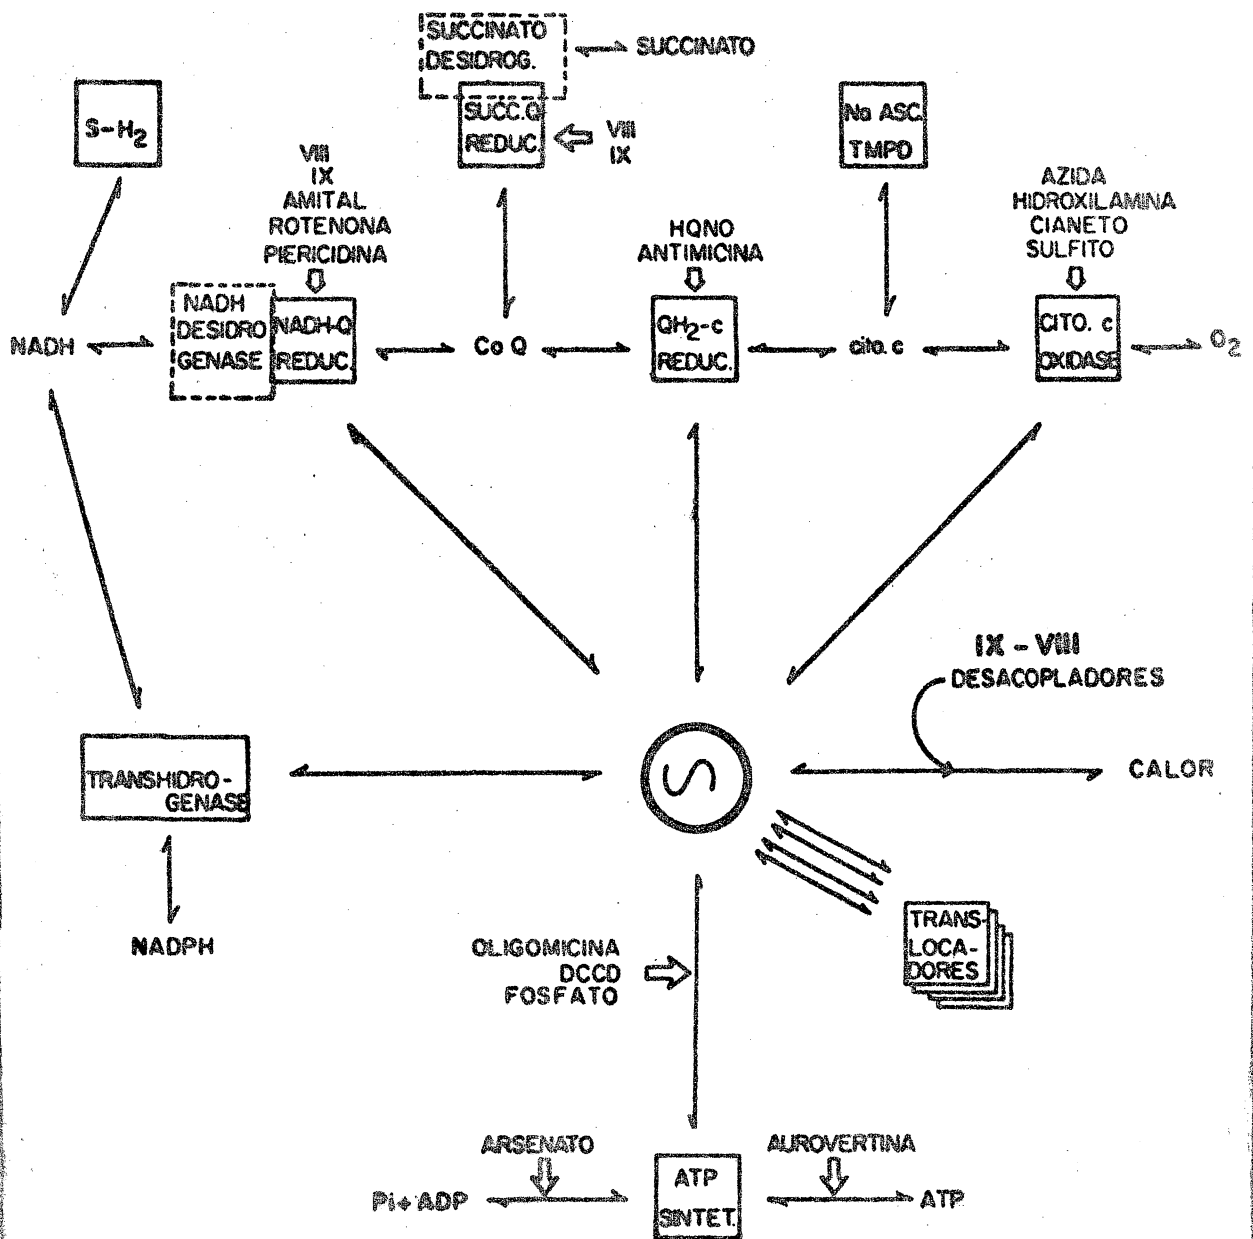 SUCCINATO
DESIDROG.
SUCCINATO
S-H2
SUCC.Q
REDUC.
VIII
IX
Na ASC.
TMPD
VIII
IX
AMITAL
ROTENONA
PIERICIDINA
HQNO
ANTIMICINA
AZIDA
HIDROXILAMINA
CIANETO
SULFITO
NADH
NADH
DESIDRO
GENASE
NADH-Q
REDUC.
Co Q
QH2-c
REDUC.
cito. c
CITO. c
OXIDASE
O2
IX - VIII
DESACOPLADORES
TRANSHIDRO-
GENASE
~
CALOR
NADPH
OLIGOMICINA
DCCD
FOSFATO
TRANS-
LOCA-
DORES
ARSENATO
AUROVERTINA
Pi+ADP
ATP
SINTET.
ATP